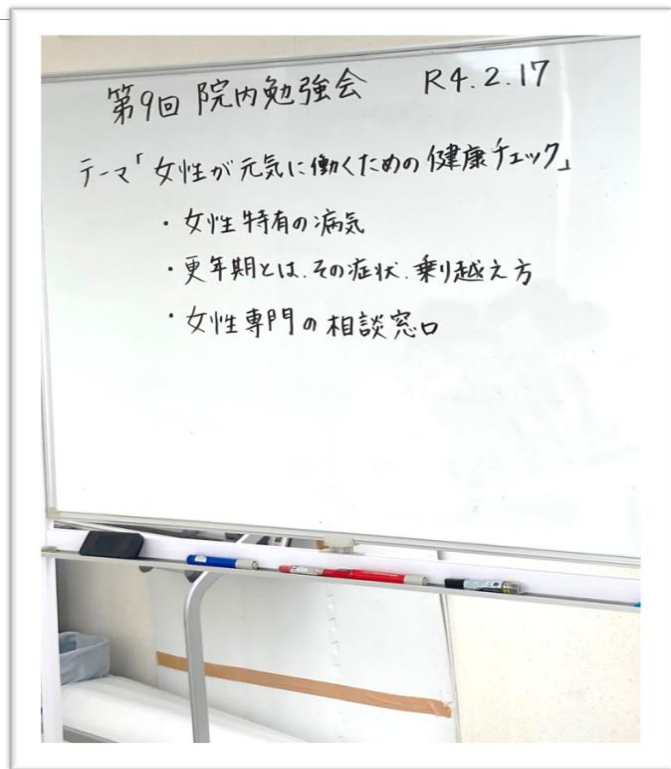 第9回 院内勉強会 R4.2.17
テーマ「女性が元気に働くための健康チェック」
・女性特有の病気
・更年期とは.その症状.乗り越え方
・女性専門の相談窓口